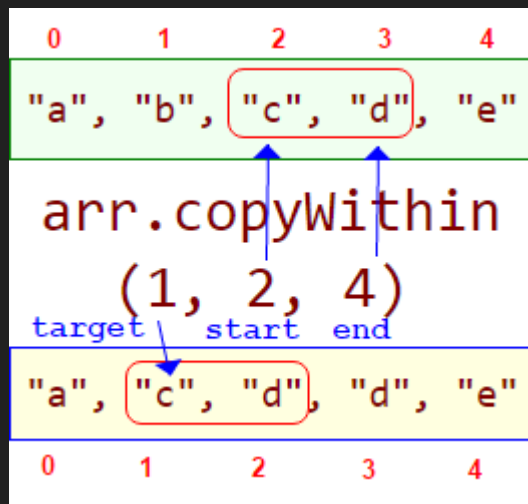 0 1 2 3 4
"a", "b", "c", "d", "e"
arr.copyWithin
(1, 2, 4)
target start end
"a", "c", "d", "d", "e"
0 1 2 3 4